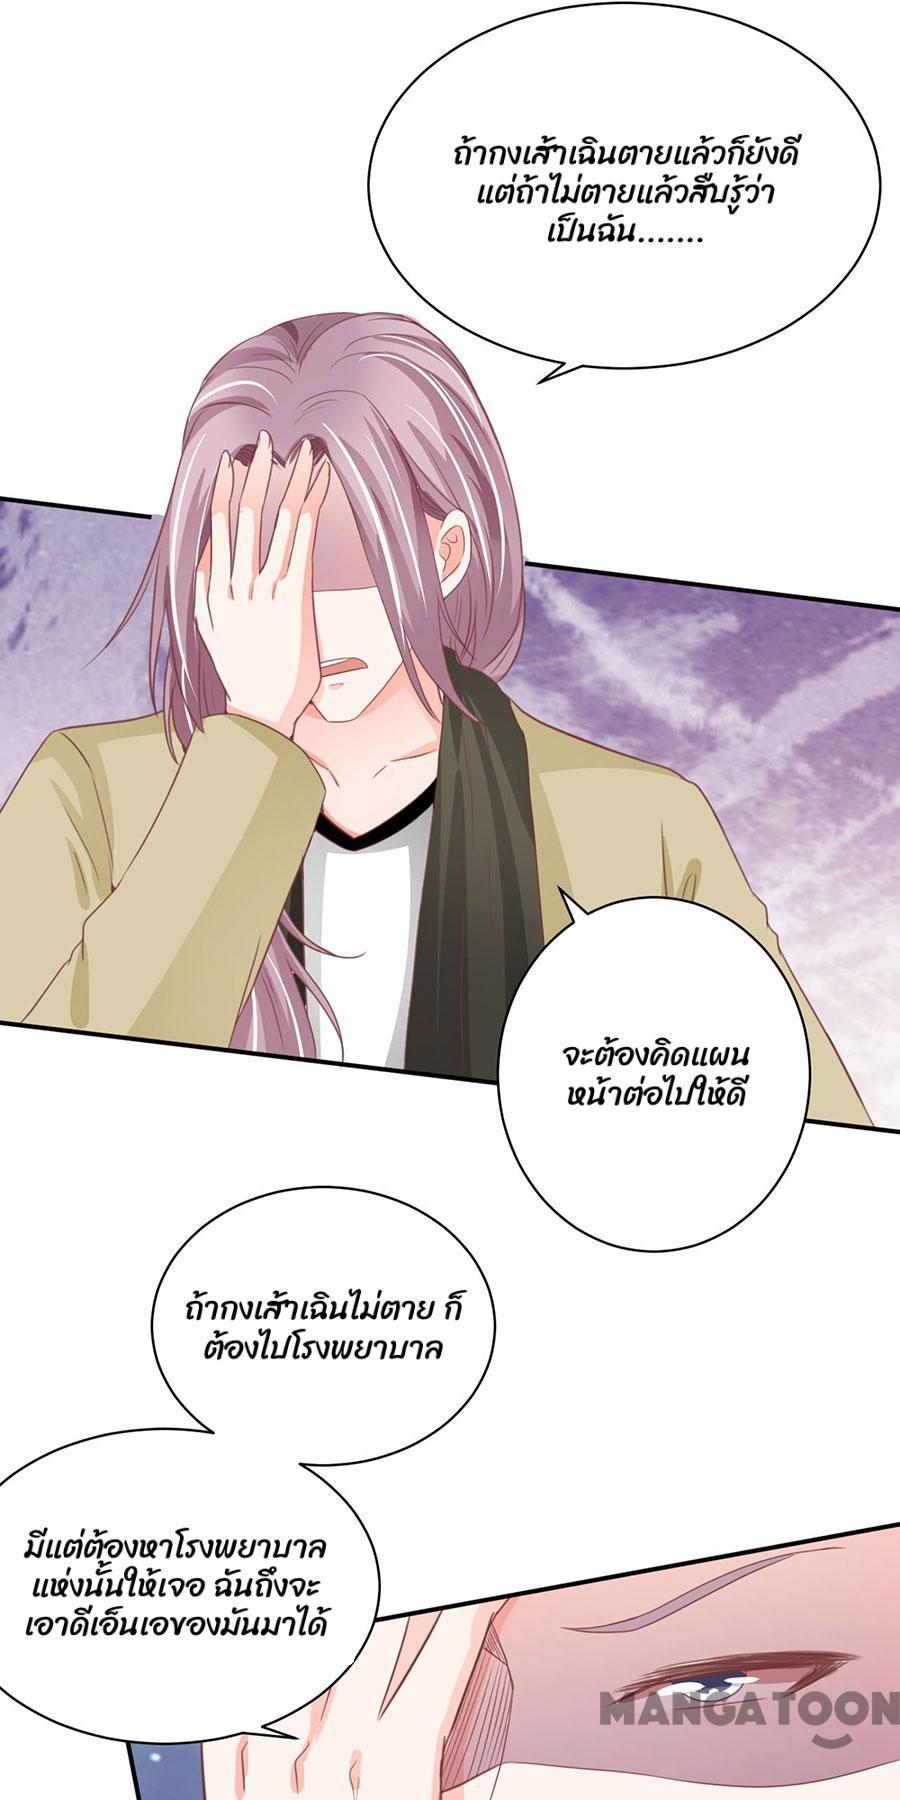 ถ้ากงเส้าเฉินตายแล้วก็ยังดี
แต่ถ้าไม่ตายแล้วสืบรู้ว่า
เป็นฉัน.......
จะต้องคิดแผน
หน้าต่อไปให้ดี
ถ้ากงเส้าเฉินไม่ตาย ก็
ต้องไปโรงพยาบาล
มีแต่ต้องหาโรงพยาบาล
แห่งนั้นให้เจอ ฉันถึงจะ
เอาดีเอ็นเอของมันมาได้
MANGATOON